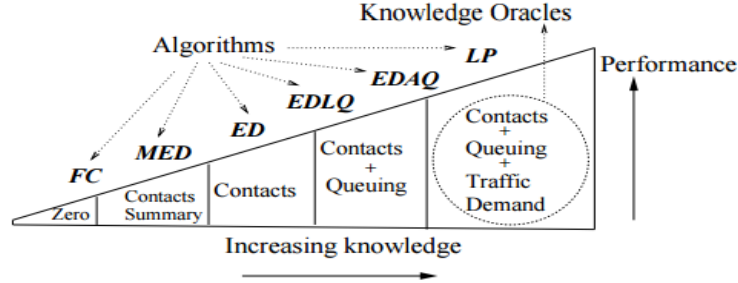 Knowledge Oracles
Algorithms
LP
Performance
EDAQ
EDLQ
ED
MED
FC
Contacts
+
Queuing
+
Traffic
Demand
Contacts
+
Queuing
Contacts
Contacts
Summary
Zero
Increasing knowledge